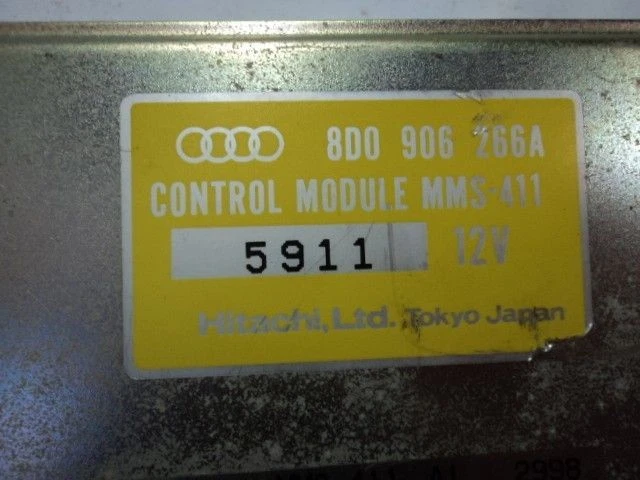 8D0 906 266A
CONTROL MODULE MMS-411
5911 12V
Hitachi, Ltd. Tokyo Japan